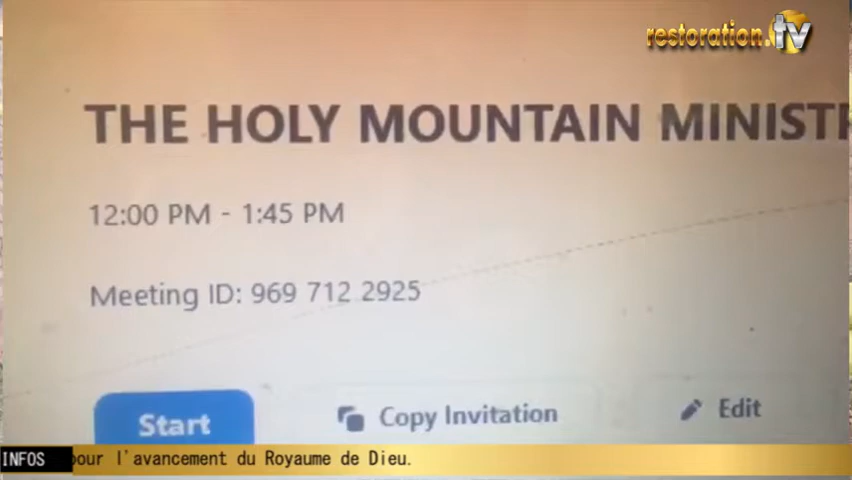 restoration.tv
THE HOLY MOUNTAIN
12:00 PM - 1:45 PM
Meeting ID: 969 712 2925
Start
Copy Invitation
Edit
INFOS pour l'avancement du Royaume de Dieu.